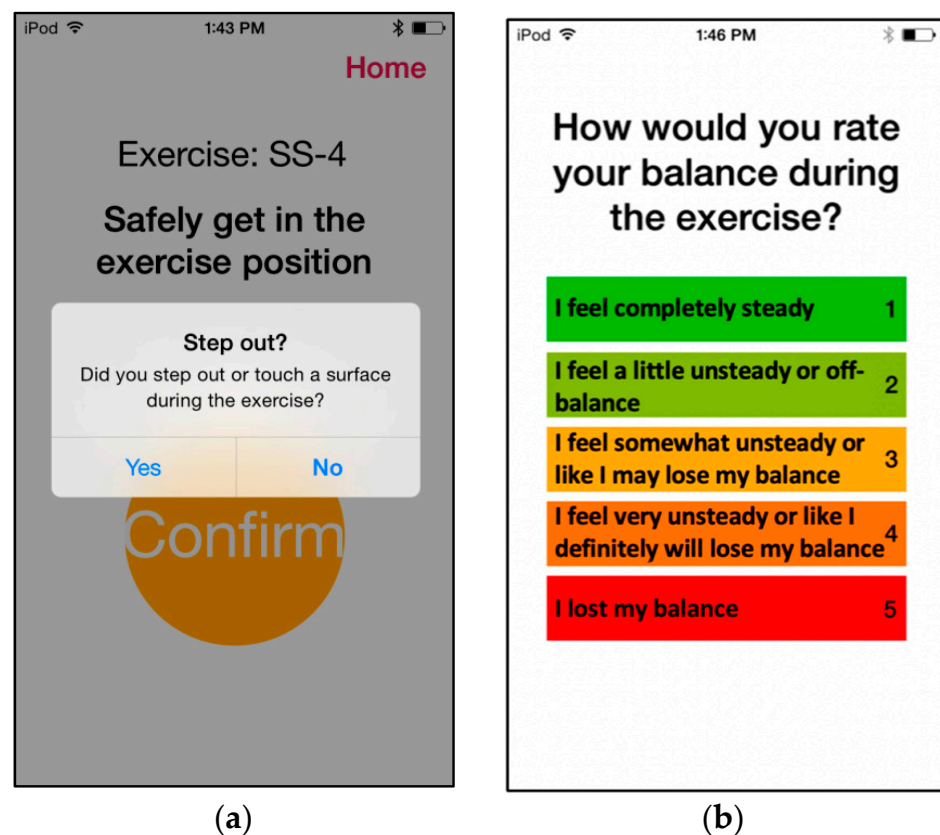 iPod 1:43 PM
Home
Exercise: SS-4
Safely get in the
exercise position
Step out?
Did you step out or touch a surface
during the exercise?
Yes No
Confirm
(a)
iPod 1:46 PM
How would you rate
your balance during
the exercise?
I feel completely steady 1
I feel a little unsteady or off-
balance 2
I feel somewhat unsteady or
like I may lose my balance 3
I feel very unsteady or like I
definitely will lose my balance 4
I lost my balance 5
(b)